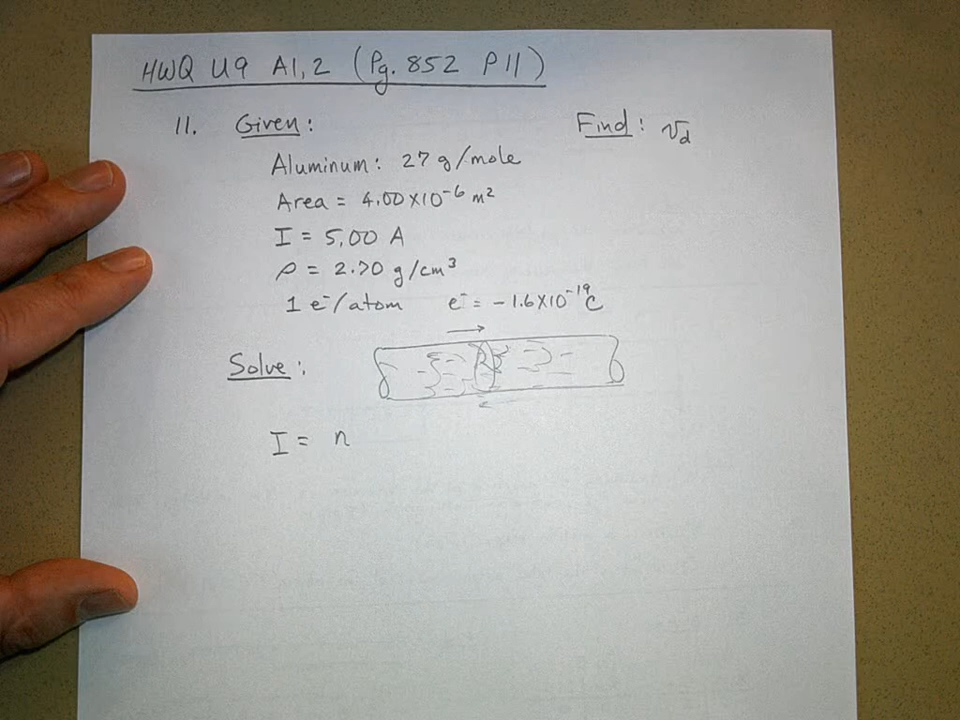 HWQ U9 A1,2 (Pg. 852 P11)
11. Given: Find: v_d
Aluminum: 27 g/mole
Area = 4.00×10⁻⁶ m²
I = 5.00 A
ρ = 2.70 g/cm³
1 e⁻/atom e⁻ = -1.6×10⁻¹⁹C
Solve:
I = n